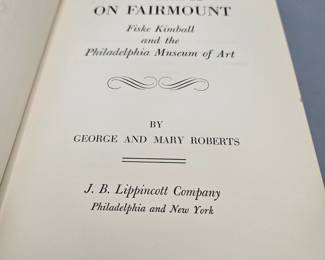 ON FAIRMOUNT
Fiske Kimball
and the
Philadelphia Museum of Art
BY
GEORGE AND MARY ROBERTS
J. B. Lippincott Company
Philadelphia and New York